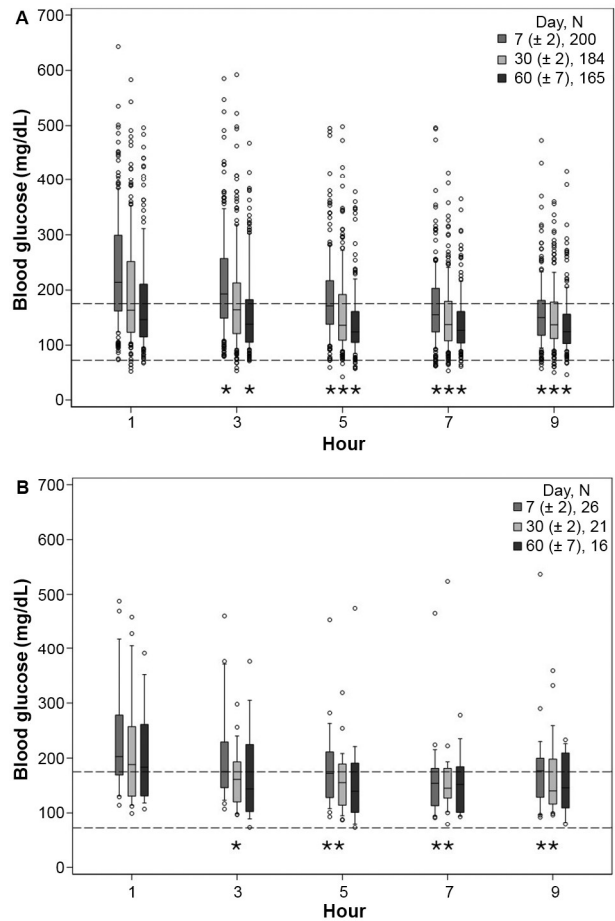 A
700
600
500
400
300
200
100
0
Blood glucose (mg/dL)
Day, N
7 (± 2), 200
30 (± 2), 184
60 (± 7), 165
* *
* * *
* * *
* * *
1 3 5 7 9
Hour
B
700
600
500
400
300
200
100
0
Blood glucose (mg/dL)
Day, N
7 (± 2), 26
30 (± 2), 21
60 (± 7), 16
*
* *
* *
* *
1 3 5 7 9
Hour